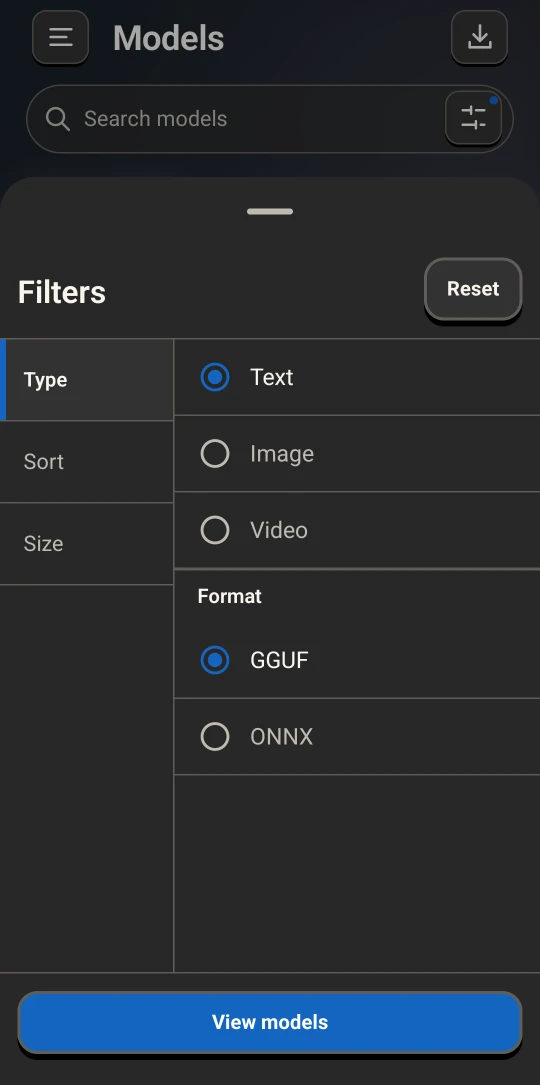 Models
Search models
Filters
Reset
Type
Text
Image
Sort
Video
Size
Format
GGUF
ONNX
View models